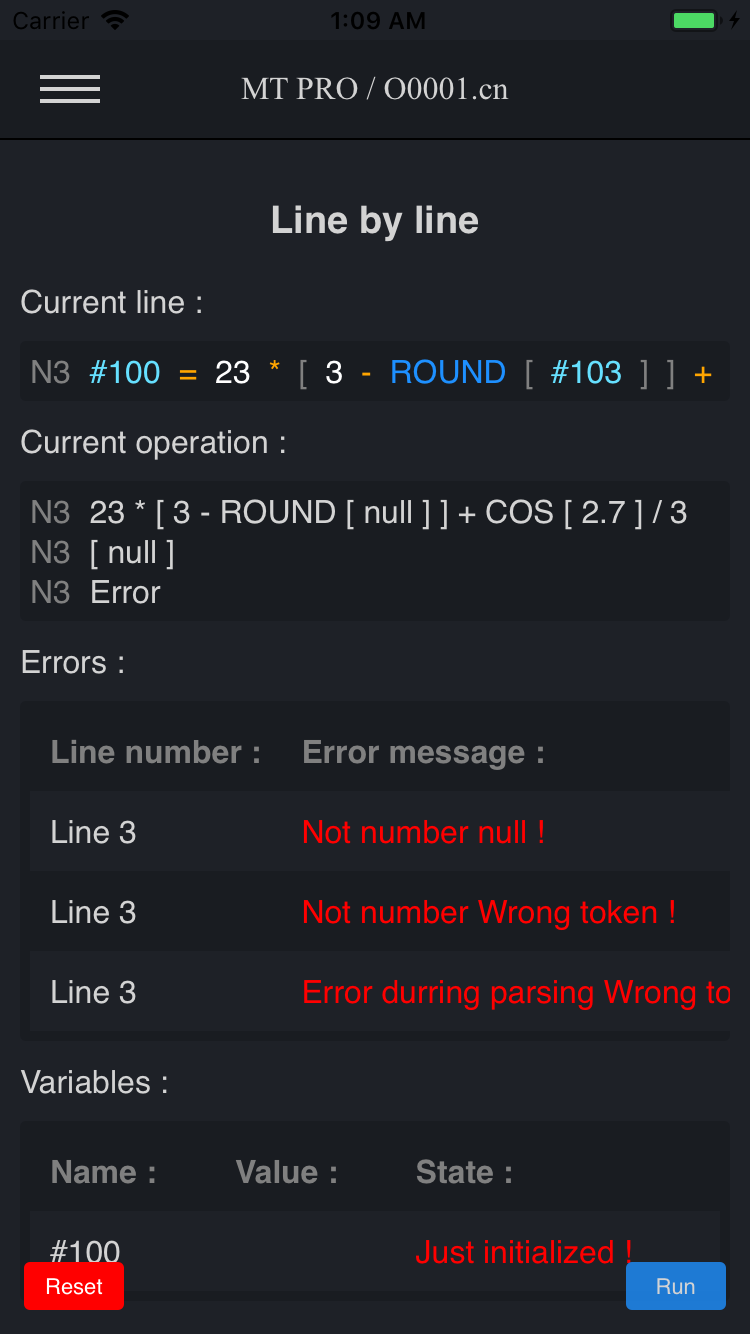 Carrier 1:09 AM
MT PRO / O0001.cn
Line by line
Current line :
N3 #100 = 23 * [ 3 - ROUND [ #103 ] ] +
Current operation :
N3 23 * [ 3 - ROUND [ null ] ] + COS [ 2.7 ] / 3
N3 [ null ]
N3 Error
Errors :
Line number : Error message :
Line 3 Not number null !
Line 3 Not number Wrong token !
Line 3 Error durring parsing Wrong to
Variables :
Name : Value : State :
#100 Just initialized !
Reset Run